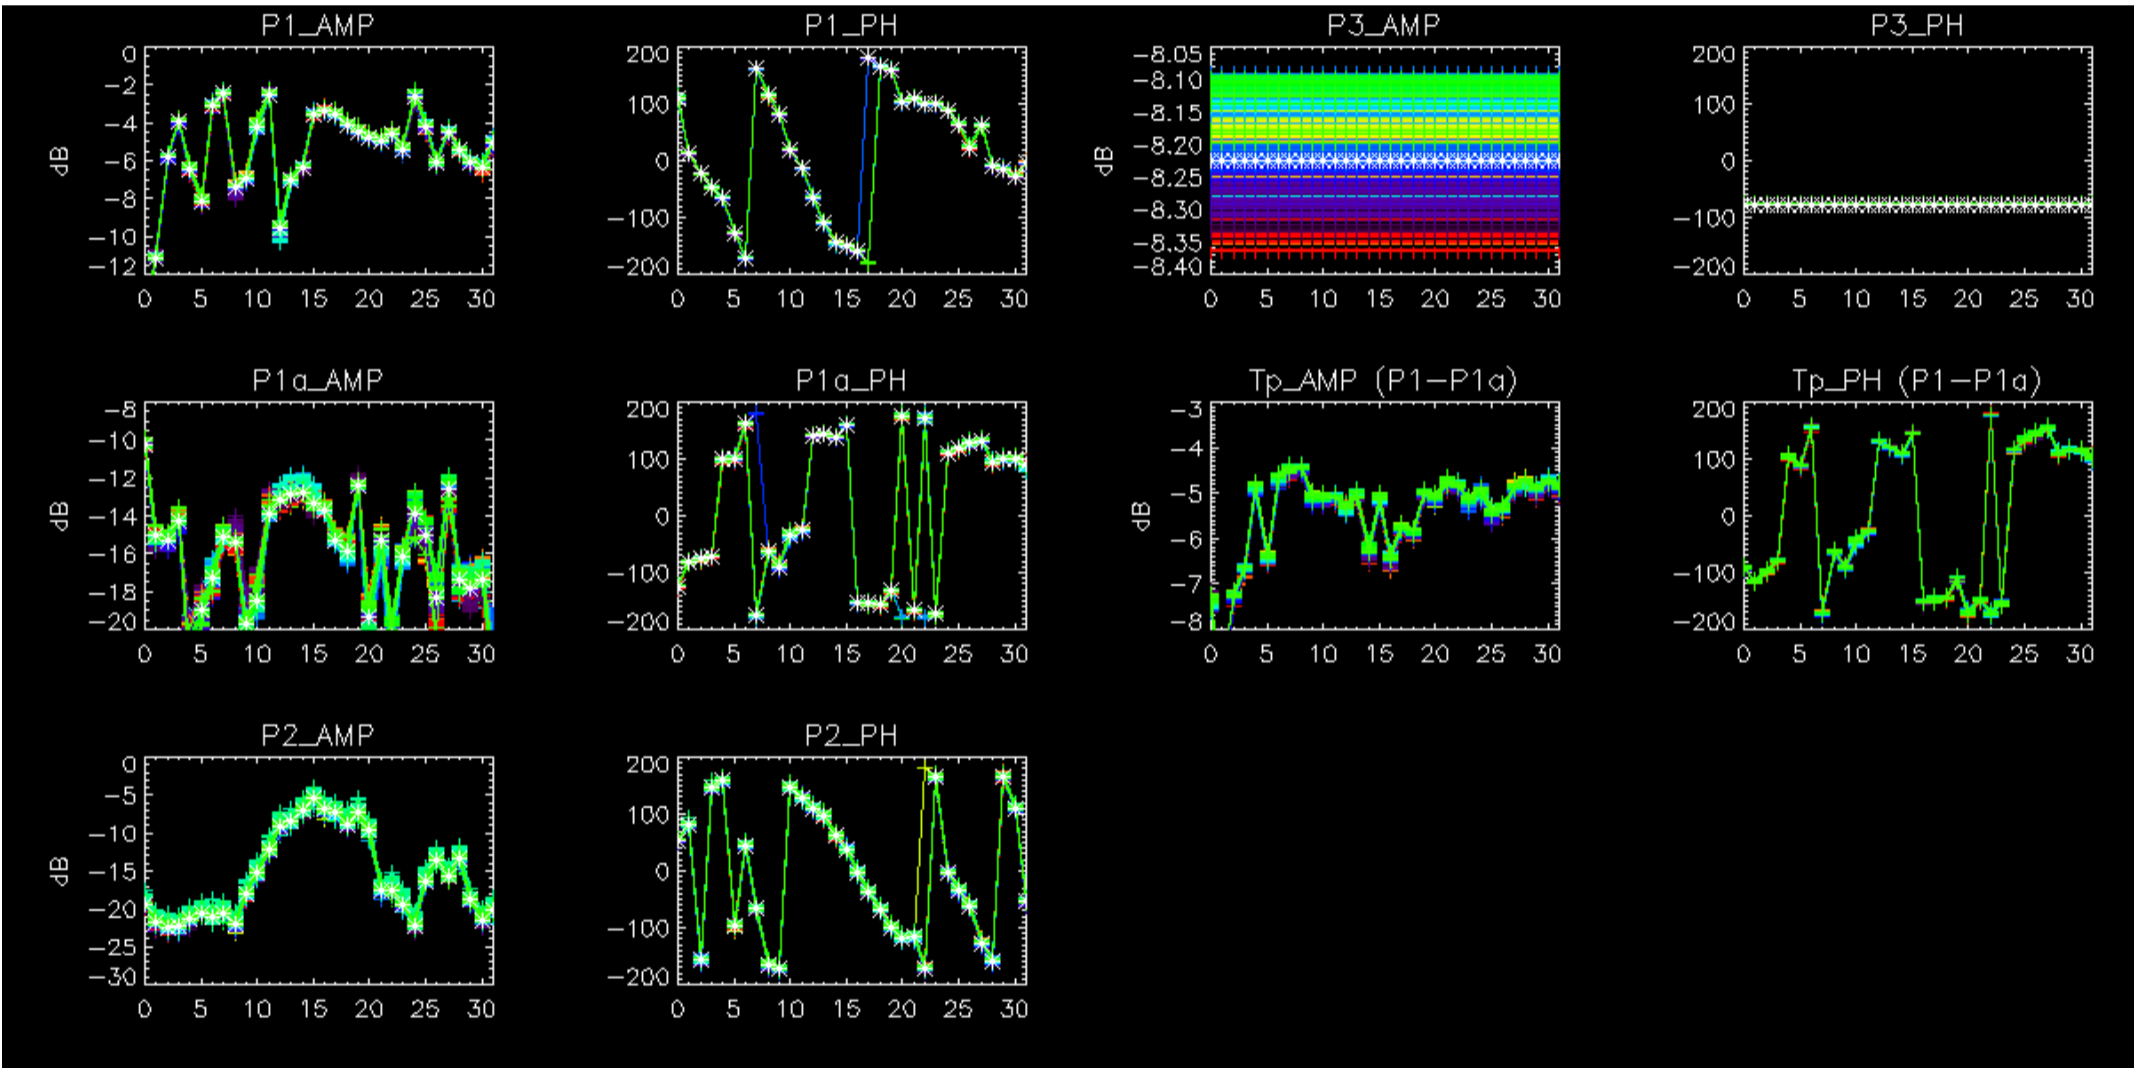 P1_AMP
P1_PH
P3_AMP
P3_PH
0
-2
-4
-6
-8
-10
-12
dB
0 5 10 15 20 25 30
200
100
0
-100
-200
0 5 10 15 20 25 30
-8.05
-8.10
-8.15
-8.20
-8.25
-8.30
-8.35
-8.40
dB
0 5 10 15 20 25 30
200
100
0
-100
-200
0 5 10 15 20 25 30
P1a_AMP
P1a_PH
Tp_AMP (P1-P1a)
Tp_PH (P1-P1a)
-8
-10
-12
-14
-16
-18
-20
dB
0 5 10 15 20 25 30
200
100
0
-100
-200
0 5 10 15 20 25 30
-3
-4
-5
-6
-7
-8
dB
0 5 10 15 20 25 30
200
100
0
-100
-200
0 5 10 15 20 25 30
P2_AMP
P2_PH
0
-5
-10
-15
-20
-25
-30
dB
0 5 10 15 20 25 30
200
100
0
-100
-200
0 5 10 15 20 25 30